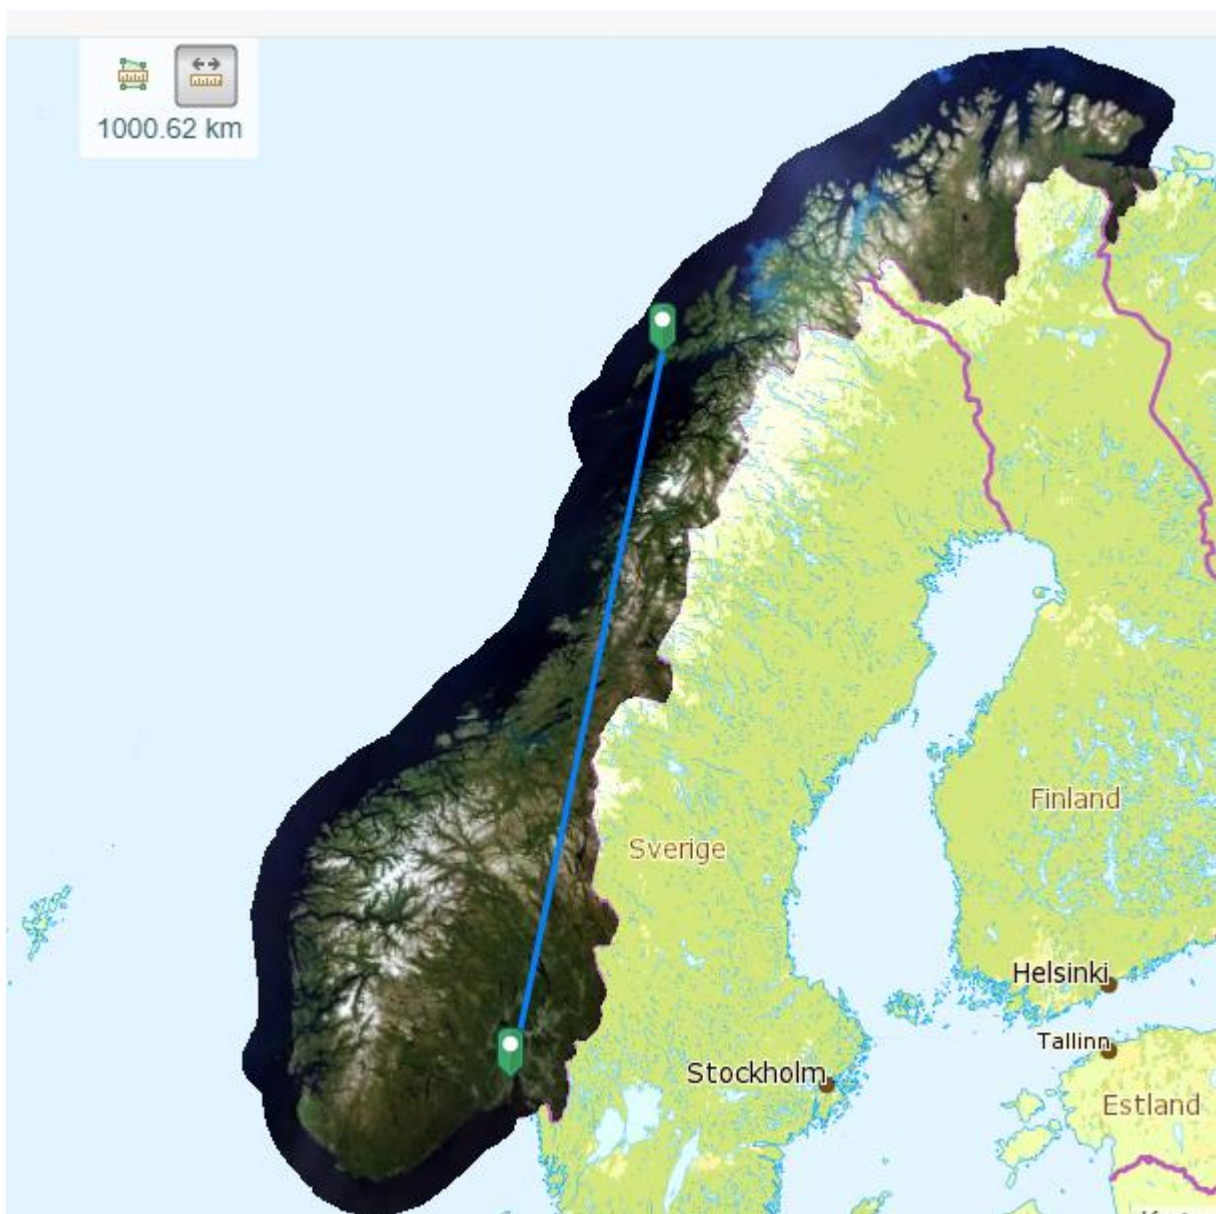 1000.62 km
Finland
Sverige
Helsinki
Tallinn
Stockholm
Estland